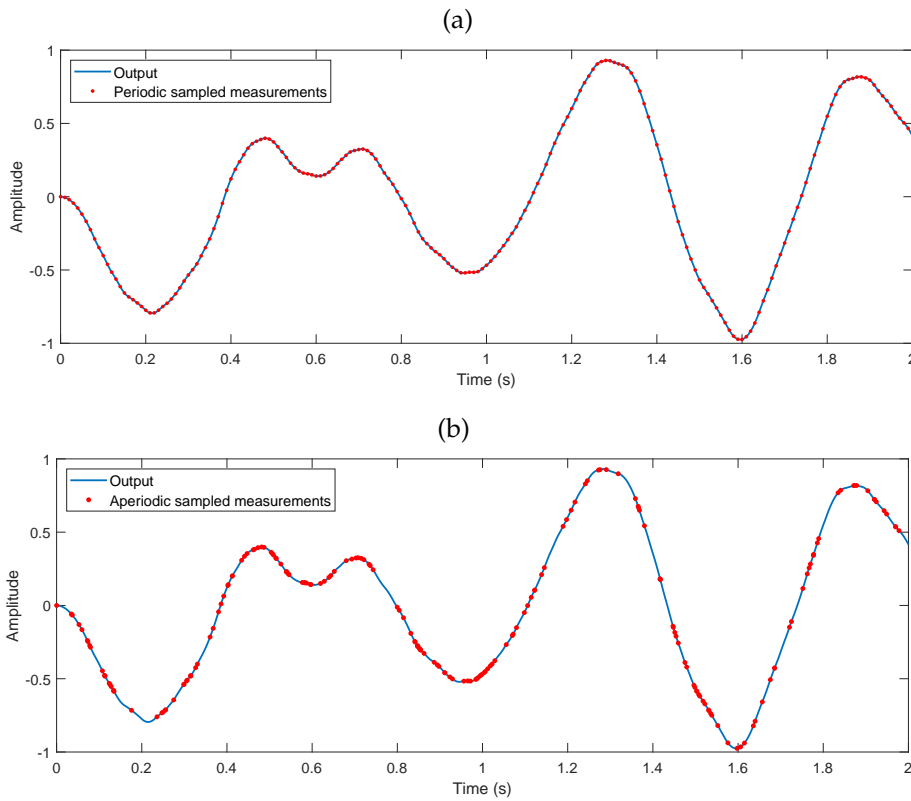 (a)
1
0.5
0
-0.5
-1
Amplitude
Output
Periodic sampled measurements
0 0.2 0.4 0.6 0.8 1 1.2 1.4 1.6 1.8 2
Time (s)
(b)
1
0.5
0
-0.5
-1
Amplitude
Output
Aperiodic sampled measurements
0 0.2 0.4 0.6 0.8 1 1.2 1.4 1.6 1.8 2
Time (s)